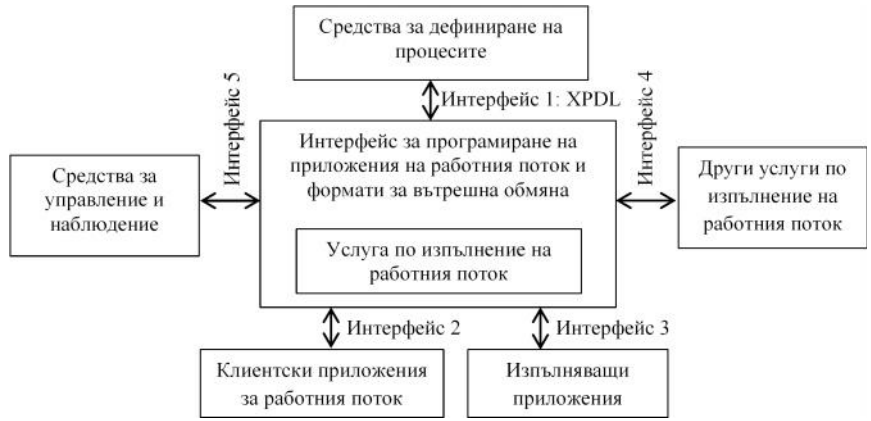 Средства за дефиниране на
процесите
Интерфейс 5
Интерфейс 1: XPDL
Интерфейс 4
Интерфейс за програмиране на
приложения на работния поток и
формати за вътрешна обмяна
Средства за
управление и
наблюдение
Други услуги по
изпълнение на
работния поток
Услуга по изпълнение на
работния поток
Интерфейс 2
Интерфейс 3
Клиентски приложения
за работния поток
Изпълняващи
приложения